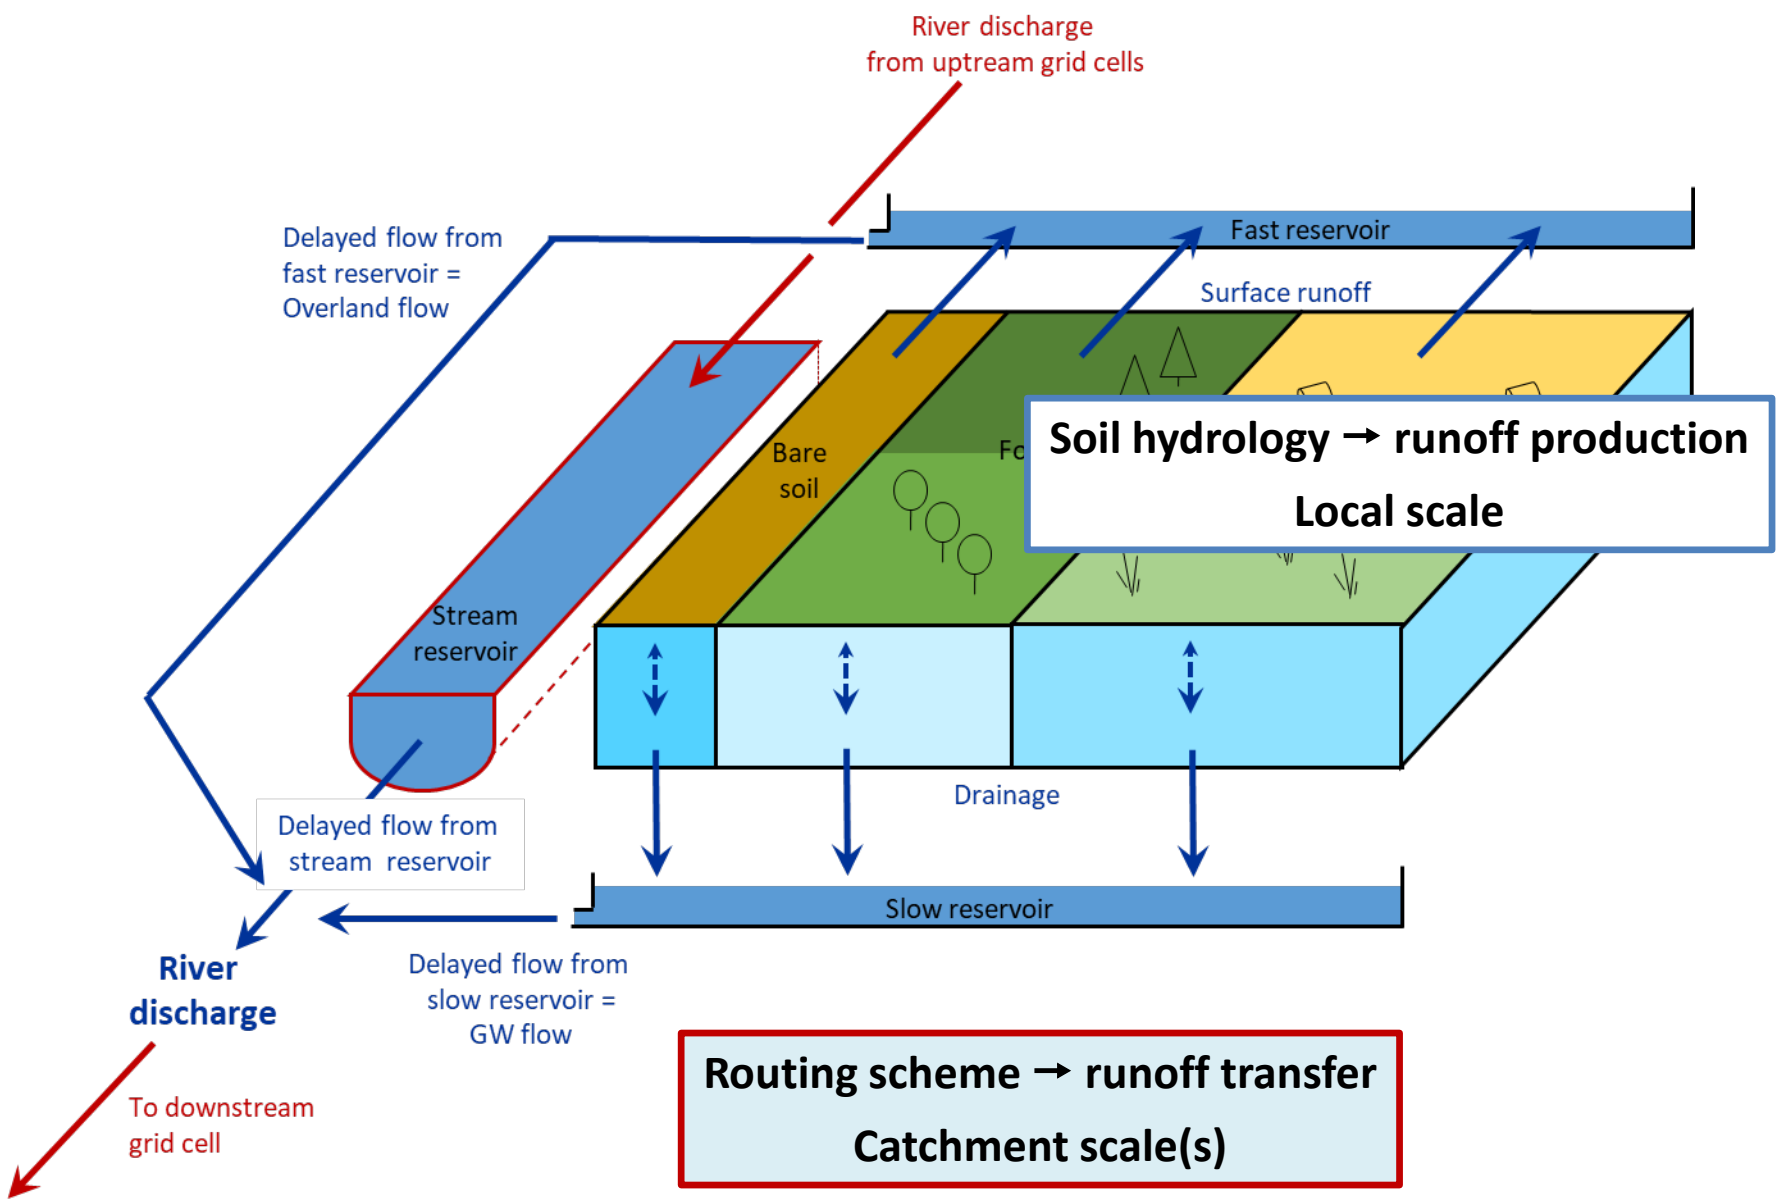 River discharge
from uptream grid cells
Delayed flow from
fast reservoir =
Overland flow
Fast reservoir
Surface runoff
Bare
soil
Soil hydrology → runoff production
Local scale
Stream
reservoir
Drainage
Delayed flow from
stream reservoir
Slow reservoir
River
discharge
Delayed flow from
slow reservoir =
GW flow
Routing scheme → runoff transfer
Catchment scale(s)
To downstream
grid cell